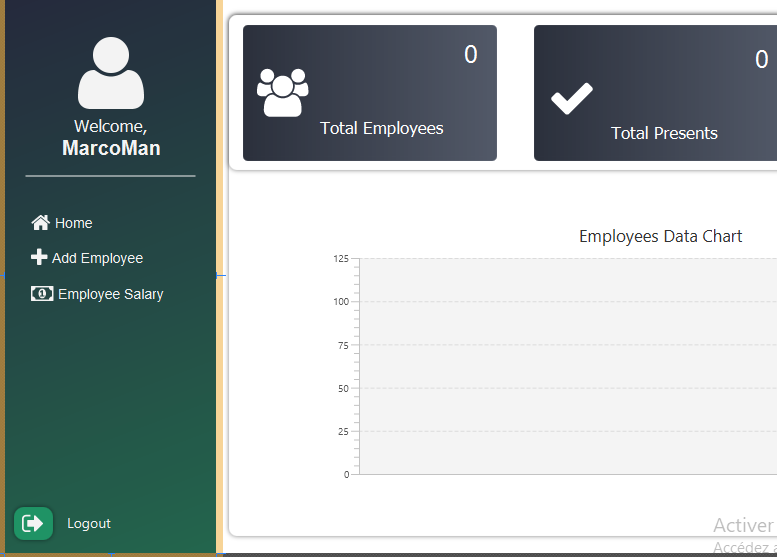 Welcome,
MarcoMan
Home
Add Employee
Employee Salary
Logout
0
Total Employees
0
Total Presents
Employees Data Chart
125
100
75
50
25
0
Activer
Accédez a